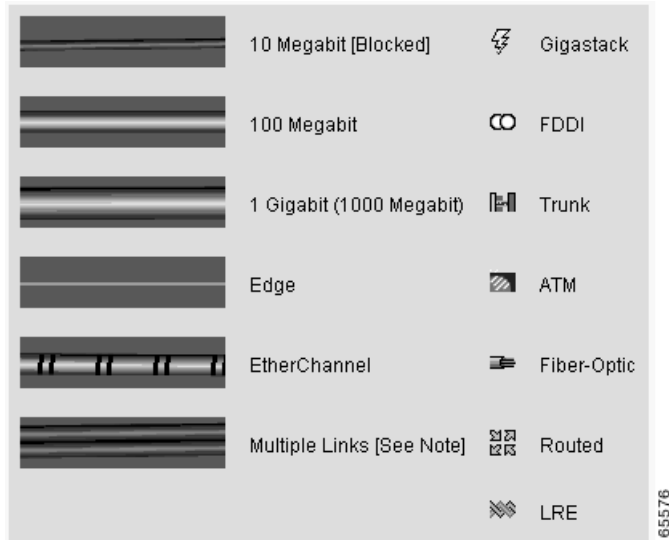 10 Megabit [Blocked]
Gigastack
100 Megabit
FDDI
1 Gigabit (1000 Megabit)
Trunk
Edge
ATM
EtherChannel
Fiber-Optic
Multiple Links [See Note]
Routed
LRE
65576